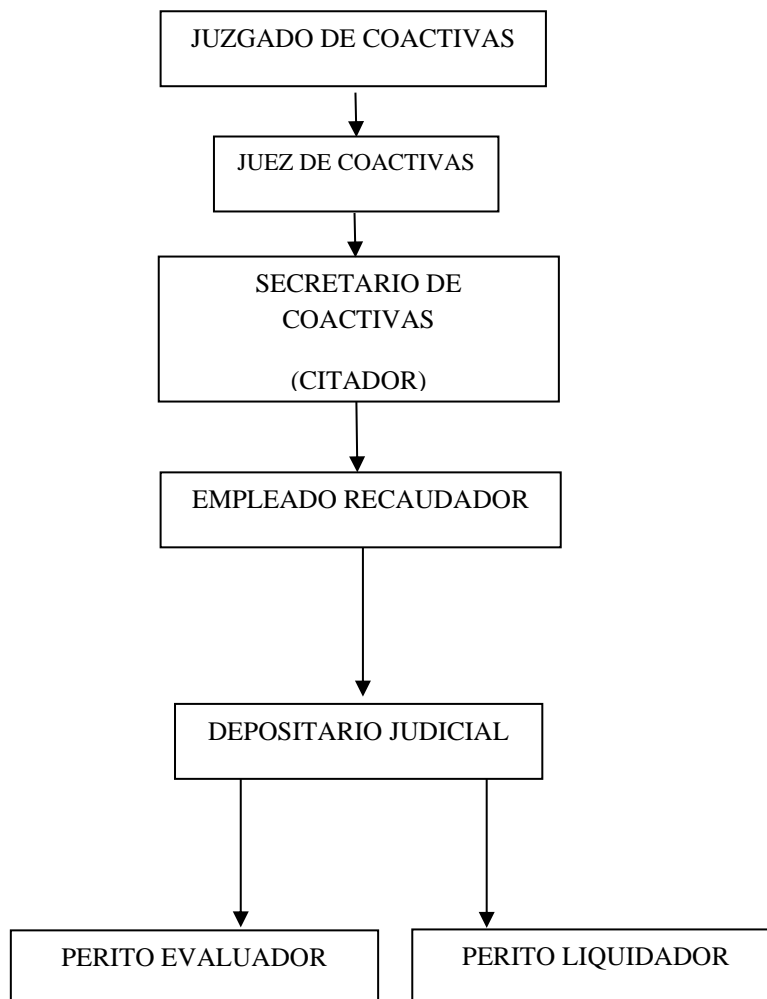 JUZGADO DE COACTIVAS
JUEZ DE COACTIVAS
SECRETARIO DE
COACTIVAS
(CITADOR)
EMPLEADO RECAUDADOR
DEPOSITARIO JUDICIAL
PERITO EVALUADOR
PERITO LIQUIDADOR